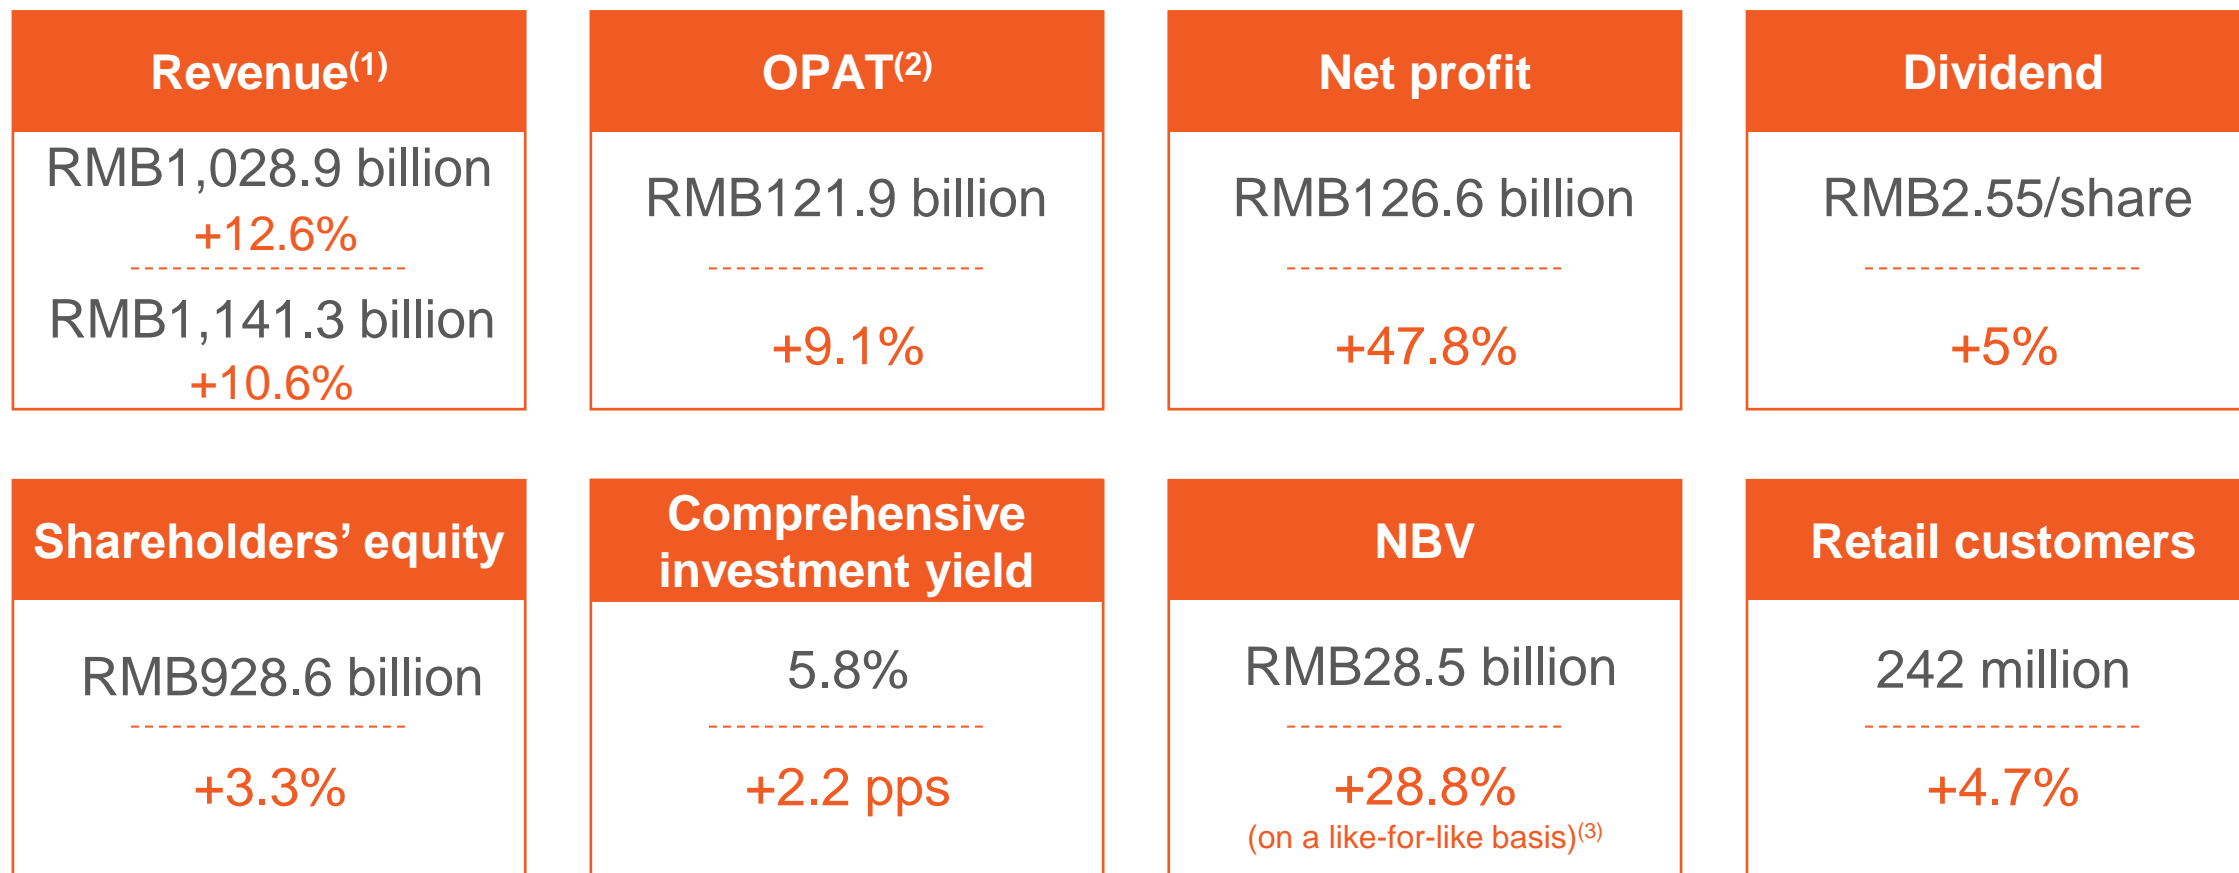 Revenue(1)
RMB1,028.9 billion
+12.6%
RMB1,141.3 billion
+10.6%
OPAT(2)
RMB121.9 billion
+9.1%
Net profit
RMB126.6 billion
+47.8%
Dividend
RMB2.55/share
+5%
Shareholders’ equity
RMB928.6 billion
+3.3%
Comprehensive
investment yield
5.8%
+2.2 pps
NBV
RMB28.5 billion
+28.8%
(on a like-for-like basis)(3)
Retail customers
242 million
+4.7%